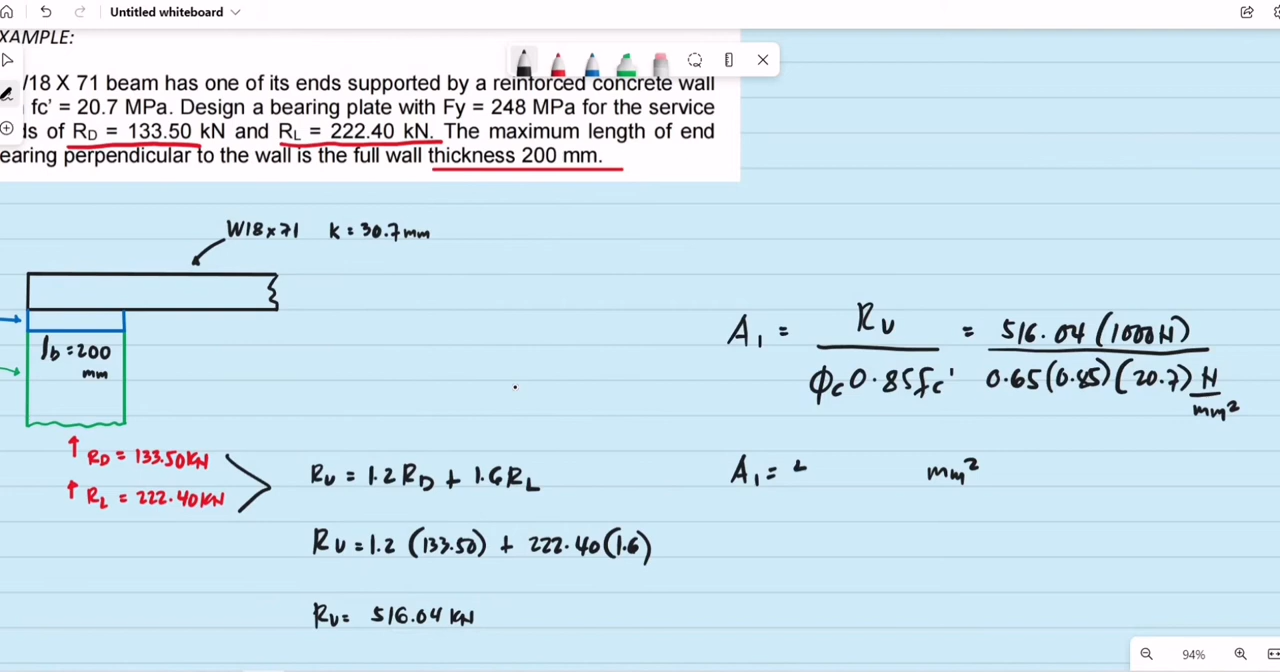 Untitled whiteboard
XAMPLE:
/18 X 71 beam has one of its ends supported by a reinforced concrete wall
fc' = 20.7 MPa. Design a bearing plate with Fy = 248 MPa for the service
ds of RD = 133.50 kN and RL = 222.40 kN. The maximum length of end
earing perpendicular to the wall is the full wall thickness 200 mm.
W18x71 k = 30.7mm
lb = 200
mm
RD = 133.50KN
RL = 222.40KN
Ru = 1.2 RD + 1.6 RL
Ru = 1.2 (133.50) + 222.40(1.6)
Ru = 516.04 KN
A1 = Ru / φc 0.85fc' = 516.04 (1000N) / 0.65(0.85)(20.7) N/mm²
A1 = mm²
94%